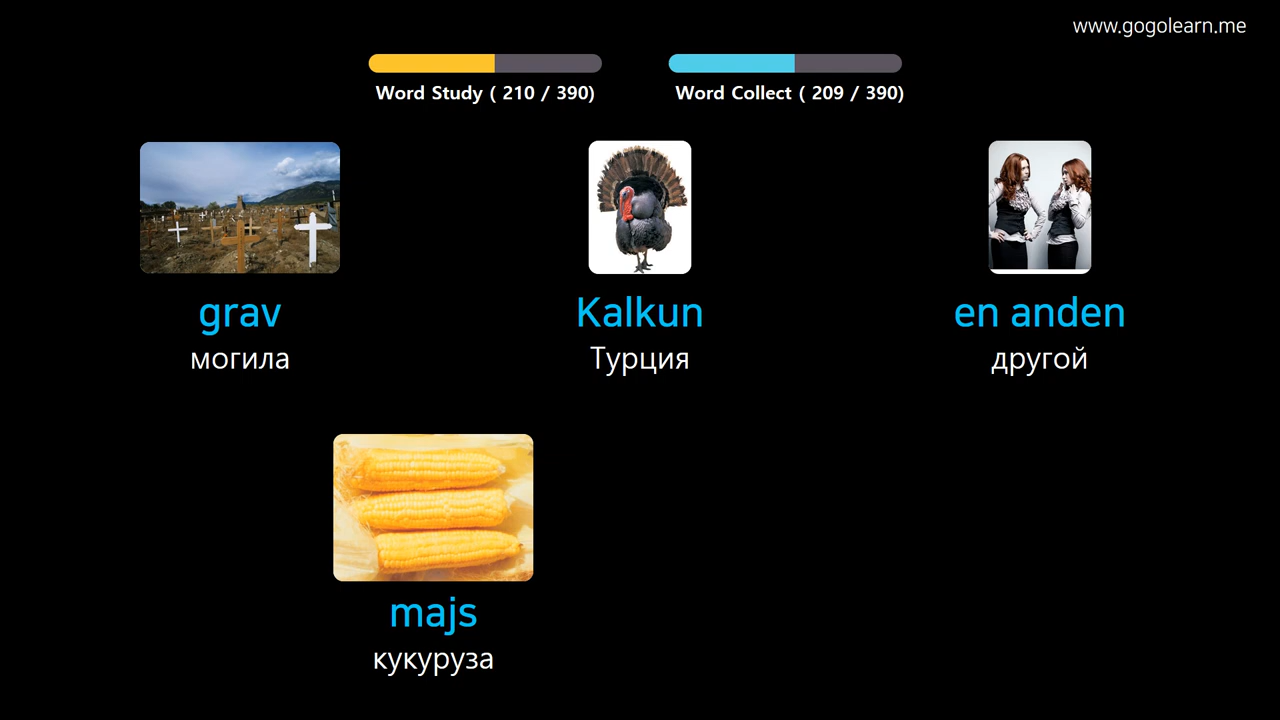 www.gogolearn.me
Word Study ( 210 / 390)
Word Collect ( 209 / 390)
grav
могила
Kalkun
Турция
en anden
другой
majs
кукуруза